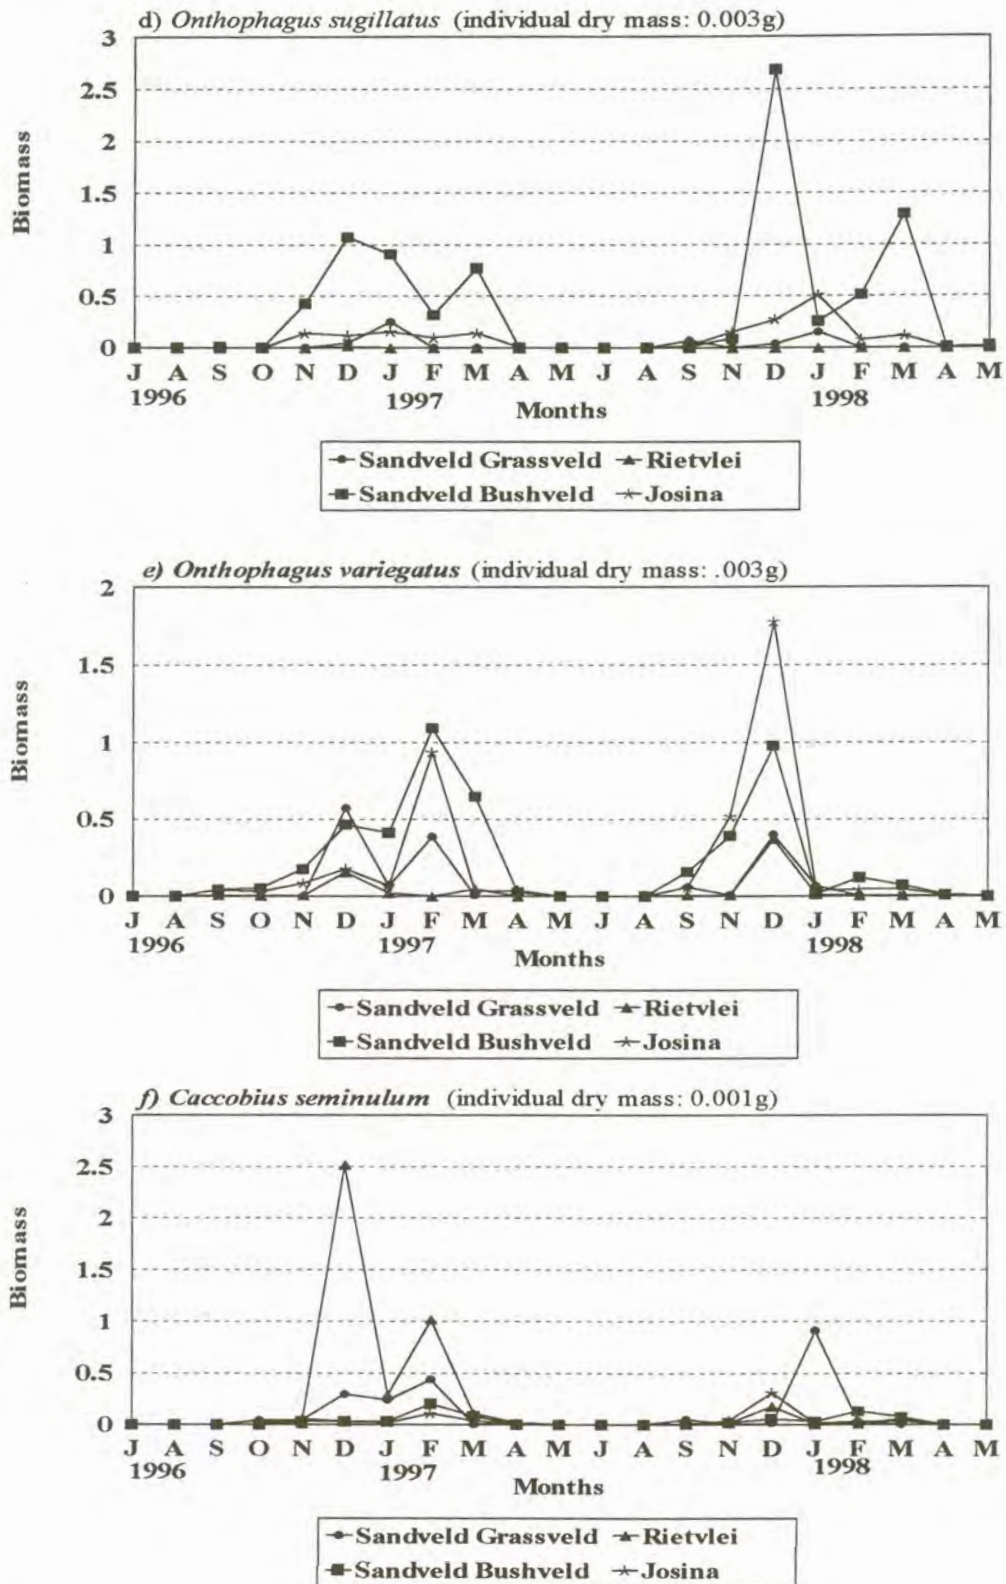 d) Onthophagus sugillatus (individual dry mass: 0.003g)
3
2.5
2
1.5
1
0.5
0
Biomass
J A S O N D J F M A M J A S N D J F M A M
1996 1997 1998
Months
Sandveld Grassveld Rietvlei
Sandveld Bushveld Josina
e) Onthophagus variegatus (individual dry mass: .003g)
2
1.5
1
0.5
0
Biomass
J A S O N D J F M A M J A S N D J F M A M
1996 1997 1998
Months
Sandveld Grassveld Rietvlei
Sandveld Bushveld Josina
f) Caccobius seminulum (individual dry mass: 0.001g)
3
2.5
2
1.5
1
0.5
0
Biomass
J A S O N D J F M A M J A S N D J F M A M
1996 1997 1998
Months
Sandveld Grassveld Rietvlei
Sandveld Bushveld Josina